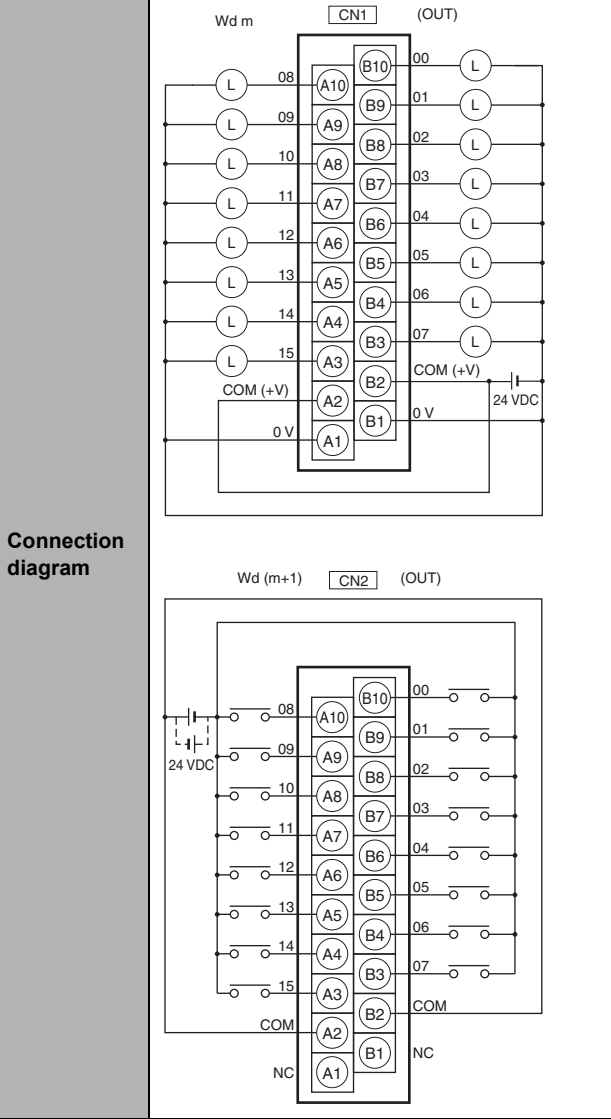 Connection
diagram
Wd m CN1 (OUT)
B10 00 L
L 08 A10
B9 01 L
L 09 A9
B8 02 L
L 10 A8
B7 03 L
L 11 A7
B6 04 L
L 12 A6
B5 05 L
L 13 A5
B4 06 L
L 14 A4
B3 07 L
L 15 A3
B2 COM (+V)
COM (+V) A2
24 VDC
B1 0 V
0 V A1
Wd (m+1) CN2 (OUT)
B10 00
08 A10
B9 01
09 A9
24 VDC
B8 02
10 A8
B7 03
11 A7
B6 04
12 A6
B5 05
13 A5
B4 06
14 A4
B3 07
15 A3
B2 COM
COM A2
B1 NC
NC A1